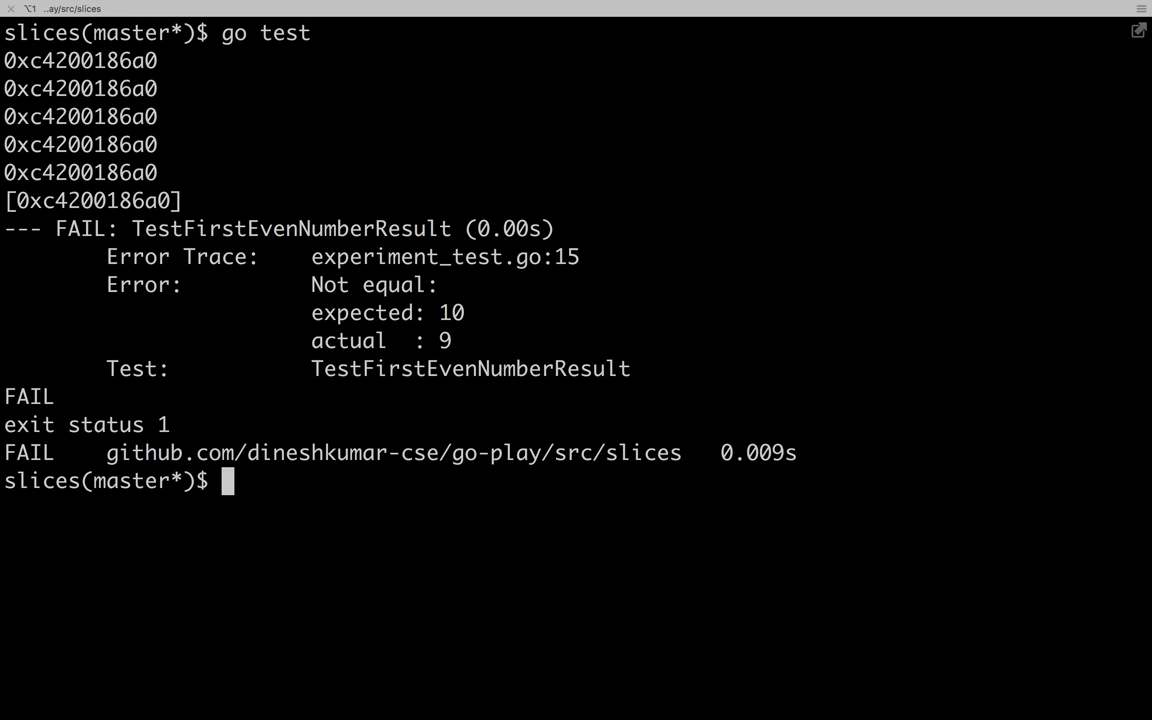 ⌥1 ..ay/src/slices
slices(master*)$ go test
0xc4200186a0
0xc4200186a0
0xc4200186a0
0xc4200186a0
0xc4200186a0
[0xc4200186a0]
--- FAIL: TestFirstEvenNumberResult (0.00s)
Error Trace: experiment_test.go:15
Error: Not equal:
expected: 10
actual : 9
Test: TestFirstEvenNumberResult
FAIL
exit status 1
FAIL github.com/dineshkumar-cse/go-play/src/slices 0.009s
slices(master*)$